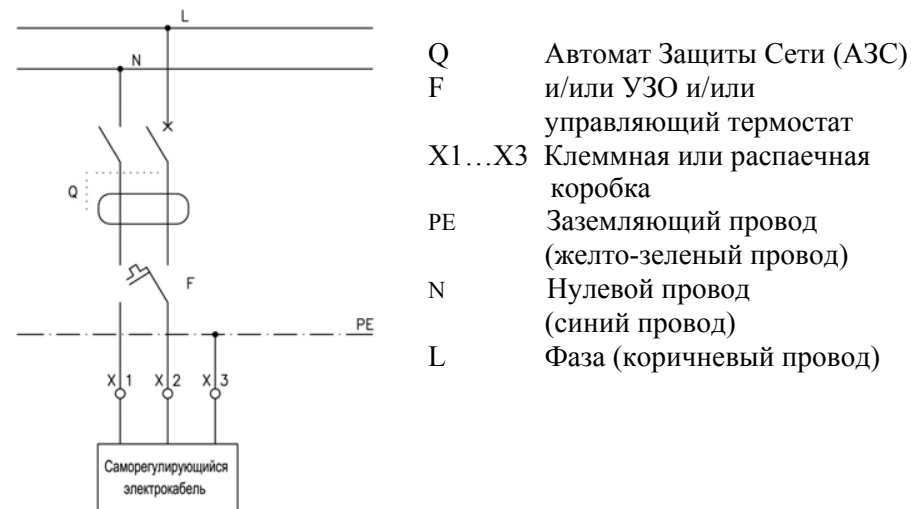 L
N
Q
F
PE
X 1 X 2 X 3
Саморегулирующийся
электрокабель
Q Автомат Защиты Сети (АЗС)
F и/или УЗО и/или
управляющий термостат
X1…X3 Клеммная или распаечная
коробка
PE Заземляющий провод
(желто-зеленый провод)
N Нулевой провод
(синий провод)
L Фаза (коричневый провод)